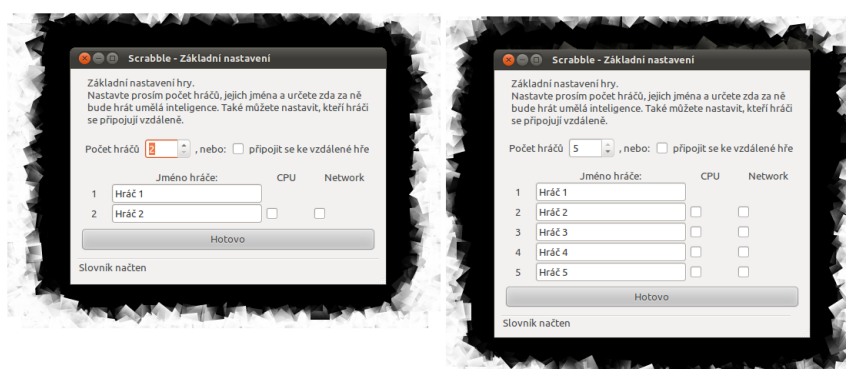 Scrabble - Základní nastavení
Základní nastavení hry.
Nastavte prosím počet hráčů, jejich jména a určete zda za ně
bude hrát umělá inteligence. Také můžete nastavit, kteří hráči
se připojují vzdáleně.
Počet hráčů 2 , nebo: připojit se ke vzdálené hře
Jméno hráče: CPU Network
1 Hráč 1
2 Hráč 2
Hotovo
Slovník načten
Scrabble - Základní nastavení
Základní nastavení hry.
Nastavte prosím počet hráčů, jejich jména a určete zda za ně
bude hrát umělá inteligence. Také můžete nastavit, kteří hráči
se připojují vzdáleně.
Počet hráčů 5 , nebo: připojit se ke vzdálené hře
Jméno hráče: CPU Network
1 Hráč 1
2 Hráč 2
3 Hráč 3
4 Hráč 4
5 Hráč 5
Hotovo
Slovník načten